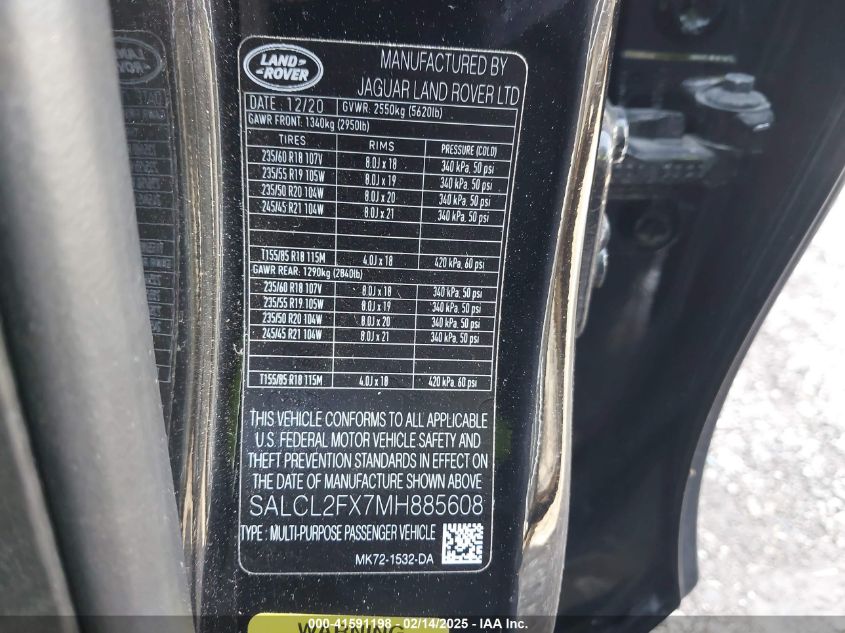 LAND ROVER
MANUFACTURED BY
JAGUAR LAND ROVER LTD
DATE: 12/20 GVWR: 2550kg (5620lb)
GAWR FRONT: 1340kg (2950lb)
TIRES RIMS PRESSURE (COLD)
235/60 R18 107V 8.0J x 18 340 kPa, 50 psi
235/55 R19 105W 8.0J x 19 340 kPa, 50 psi
235/50 R20 104W 8.0J x 20 340 kPa, 50 psi
245/45 R21 104W 8.0J x 21 340 kPa, 50 psi
T155/85 R18 115M 4.0J x 18 420 kPa, 60 psi
GAWR REAR: 1290kg (2840lb)
235/60 R18 107V 8.0J x 18 340 kPa, 50 psi
235/55 R19 105W 8.0J x 19 340 kPa, 50 psi
235/50 R20 104W 8.0J x 20 340 kPa, 50 psi
245/45 R21 104W 8.0J x 21 340 kPa, 50 psi
T155/85 R18 115M 4.0J x 18 420 kPa, 60 psi
THIS VEHICLE CONFORMS TO ALL APPLICABLE
U.S. FEDERAL MOTOR VEHICLE SAFETY AND
THEFT PREVENTION STANDARDS IN EFFECT ON
THE DATE OF MANUFACTURE SHOWN ABOVE
SALCL2FX7MH885608
TYPE: MULTI-PURPOSE PASSENGER VEHICLE
MK72-1532-DA
WARNING
000-41591198 - 02/14/2025 - IAA Inc.